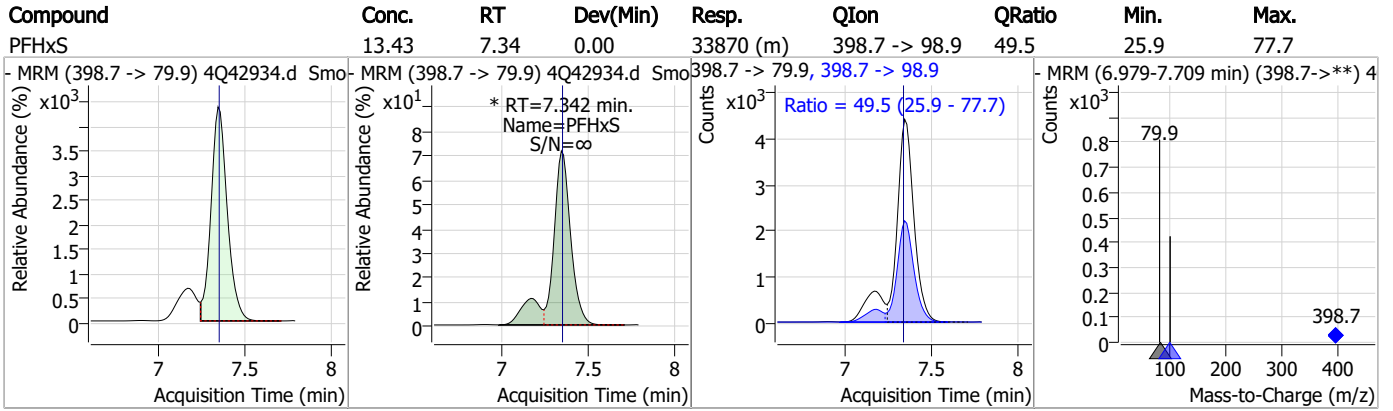 Compound Conc. RT Dev(Min) Resp. QIon QRatio Min. Max.
PFHxS 13.43 7.34 0.00 33870 (m) 398.7 -> 98.9 49.5 25.9 77.7
- MRM (398.7 -> 79.9) 4Q42934.d Smo
Relative Abundance (%)
x10³
3.5
3
2.5
2
1.5
1
0.5
0
7 7.5 8
Acquisition Time (min)
- MRM (398.7 -> 79.9) 4Q42934.d Smo
Relative Abundance (%)
x10¹
* RT=7.342 min.
Name=PFHxS
S/N=∞
8
7
6
5
4
3
2
1
0
7 7.5 8
Acquisition Time (min)
398.7 -> 79.9, 398.7 -> 98.9
Counts
x10³
Ratio = 49.5 (25.9 - 77.7)
4
3
2
1
0
7 7.5 8
Acquisition Time (min)
- MRM (6.979-7.709 min) (398.7->**) 4
Counts
x10³
79.9
0.8
0.7
0.6
0.5
0.4
0.3
0.2
0.1
0
398.7
100 200 300 400
Mass-to-Charge (m/z)